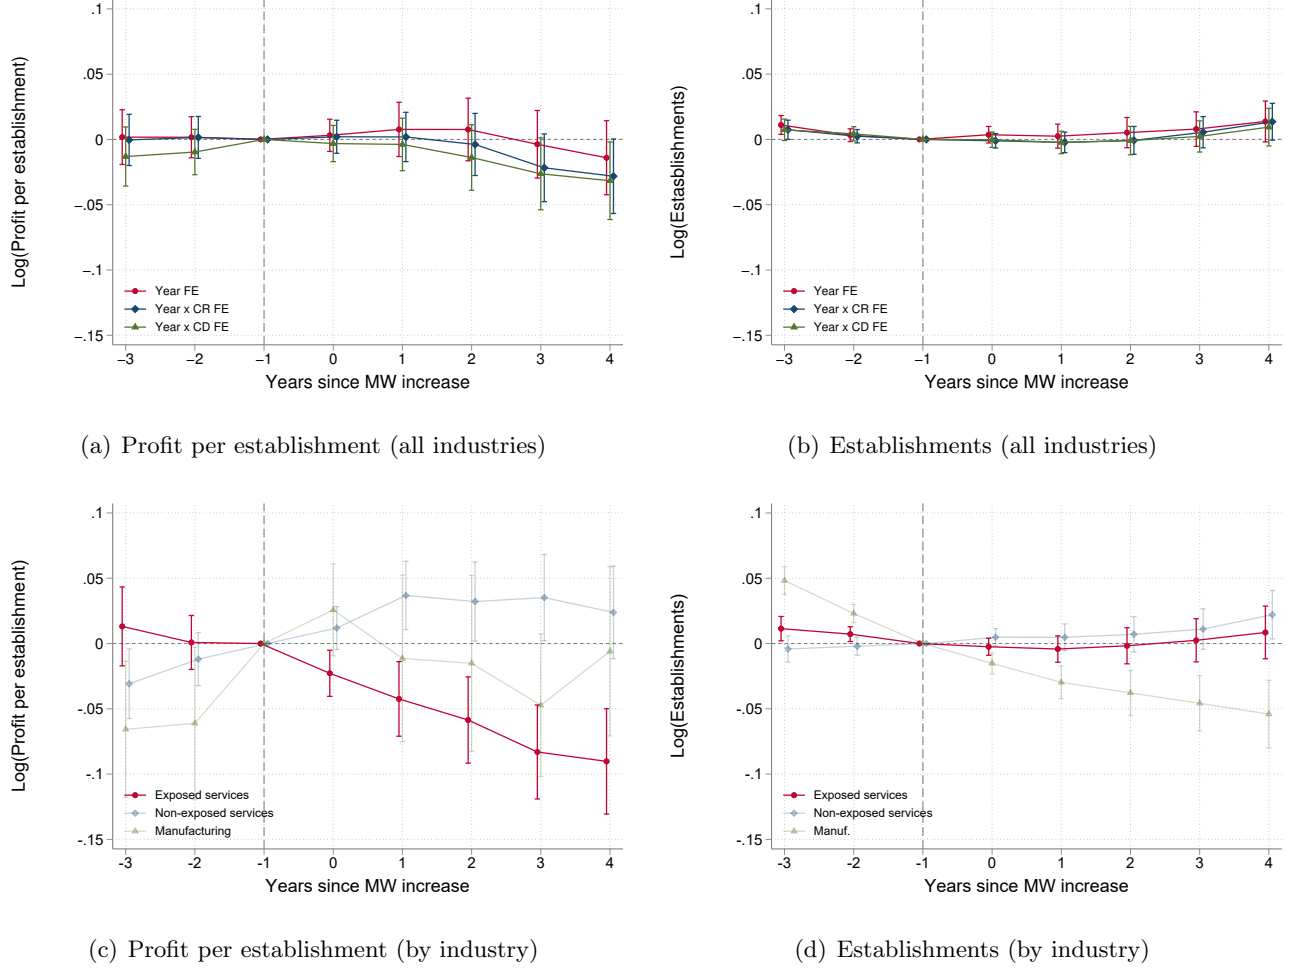 .1
.05
0
−.05
−.1
−.15
Log(Profit per establishment)
Year FE
Year x CR FE
Year x CD FE
−3 −2 −1 0 1 2 3 4
Years since MW increase
(a) Profit per establishment (all industries)
.1
.05
0
−.05
−.1
−.15
Log(Estasblishments)
Year FE
Year x CR FE
Year x CD FE
−3 −2 −1 0 1 2 3 4
Years since MW increase
(b) Establishments (all industries)
.1
.05
0
-.05
-.1
-.15
Log(Profit per establishment)
Exposed services
Non-exposed services
Manufacturing
-3 -2 -1 0 1 2 3 4
Years since MW increase
(c) Profit per establishment (by industry)
.1
.05
0
-.05
-.1
-.15
Log(Establishments)
Exposed services
Non-exposed services
Manuf.
-3 -2 -1 0 1 2 3 4
Years since MW increase
(d) Establishments (by industry)